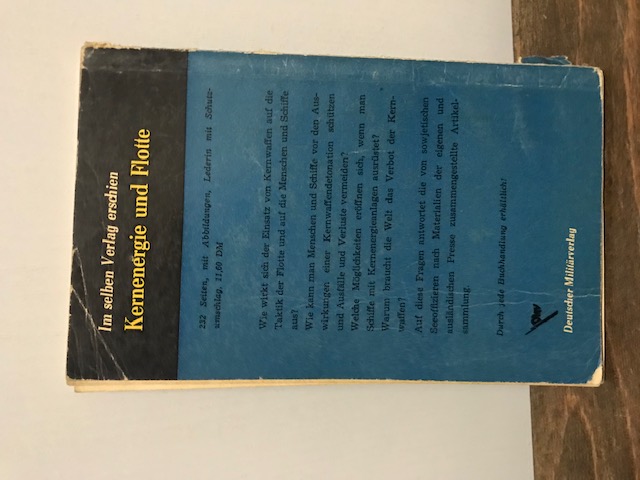 Im selben Verlag erschien
Kernenergie und Flotte
232 Seiten, mit Abbildungen, Lederin mit Schutz-
umschlag, 11,60 DM
Wie wirkt sich der Einsatz von Kernwaffen auf die
Taktik der Flotte und auf die Menschen und Schiffe
aus?
Wie kann man Menschen und Schiffe vor den Aus-
wirkungen einer Kernwaffendetonation schützen
und Ausfälle und Verluste vermeiden?
Welche Möglichkeiten eröffnen sich, wenn man
Schiffe mit Kernenergieanlagen ausrüstet?
Warum braucht die Welt das Verbot der Kern-
waffen?
Auf diese Fragen antwortet die von sowjetischen
Seeoffizieren nach Materialien der eigenen und
ausländischen Presse zusammengestellte Artikel-
sammlung.
Durch jede Buchhandlung erhältlich!
Deutscher Militärverlag